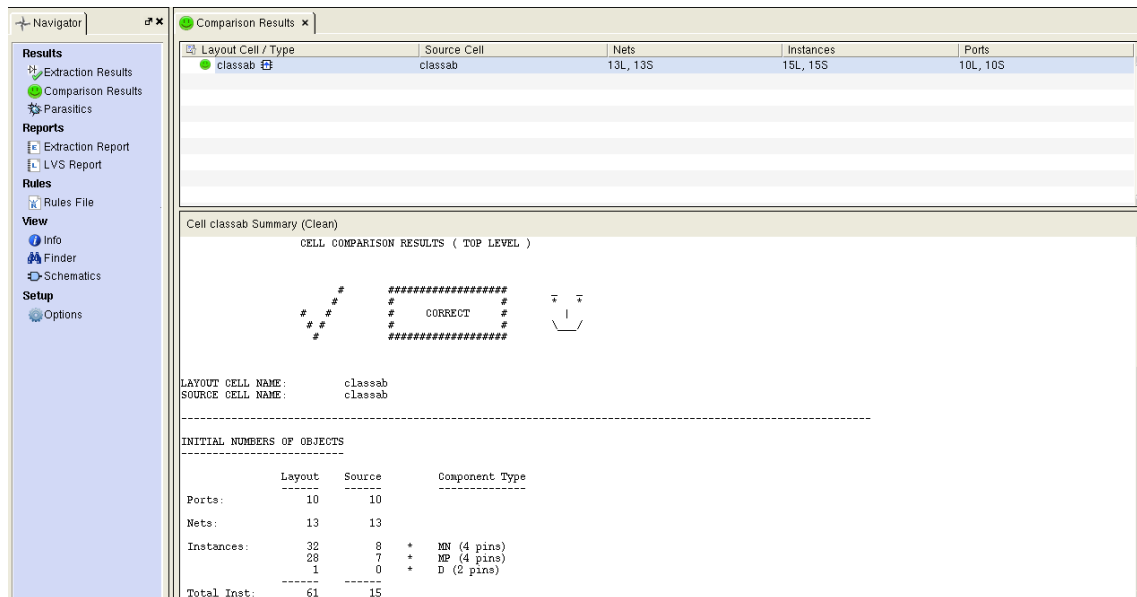 Navigator
Results
Extraction Results
Comparison Results
Parasitics
Reports
Extraction Report
LVS Report
Rules
Rules File
View
Info
Finder
Schematics
Setup
Options
Comparison Results
Layout Cell / Type Source Cell Nets Instances Ports
classab classab 13L, 13S 15L, 15S 10L, 10S
Cell classab Summary (Clean)
CELL COMPARISON RESULTS ( TOP LEVEL )
# ################### _ _
# # # * *
# # # CORRECT # |
# # # # \___/
# ###################
LAYOUT CELL NAME: classab
SOURCE CELL NAME: classab
INITIAL NUMBERS OF OBJECTS
Layout Source Component Type
Ports: 10 10
Nets: 13 13
Instances: 32 8 * MN (4 pins)
28 7 * MP (4 pins)
1 0 * D (2 pins)
Total Inst: 61 15